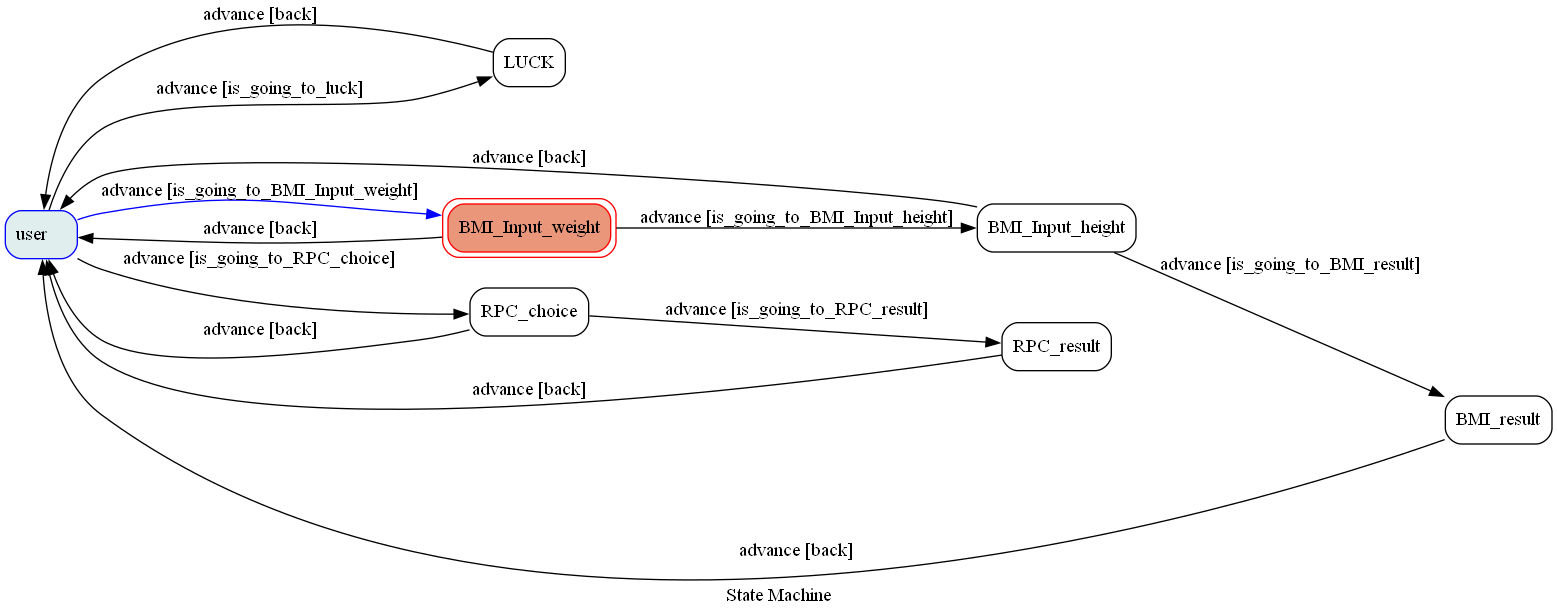 advance [back]
LUCK
advance [is_going_to_luck]
advance [back]
advance [is_going_to_BMI_Input_weight]
advance [is_going_to_BMI_Input_height]
user
advance [back]
BMI_Input_weight
BMI_Input_height
advance [is_going_to_RPC_choice]
advance [is_going_to_BMI_result]
RPC_choice
advance [is_going_to_RPC_result]
advance [back]
RPC_result
advance [back]
BMI_result
advance [back]
State Machine